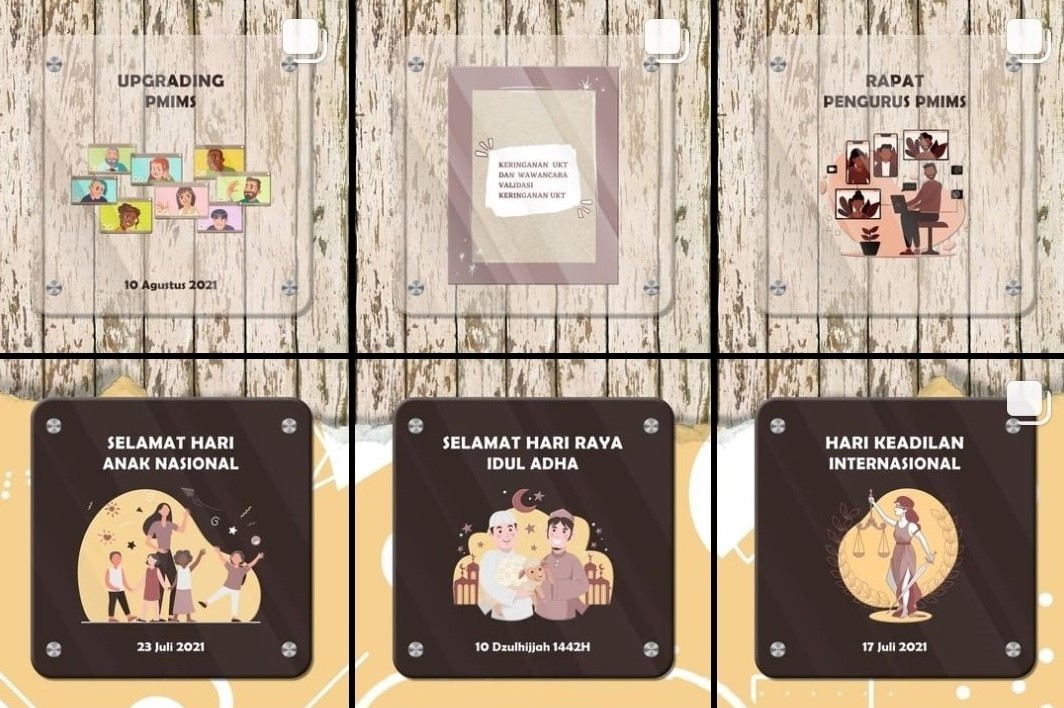 UPGRADING
PMIMS
10 Agustus 2021
KERINGANAN UKT
DAN WAWANCARA
VALIDASI
KERINGANAN UKT
RAPAT
PENGURUS PMIMS
SELAMAT HARI
ANAK NASIONAL
23 Juli 2021
SELAMAT HARI RAYA
IDUL ADHA
10 Dzulhijjah 1442H
HARI KEADILAN
INTERNASIONAL
17 Juli 2021